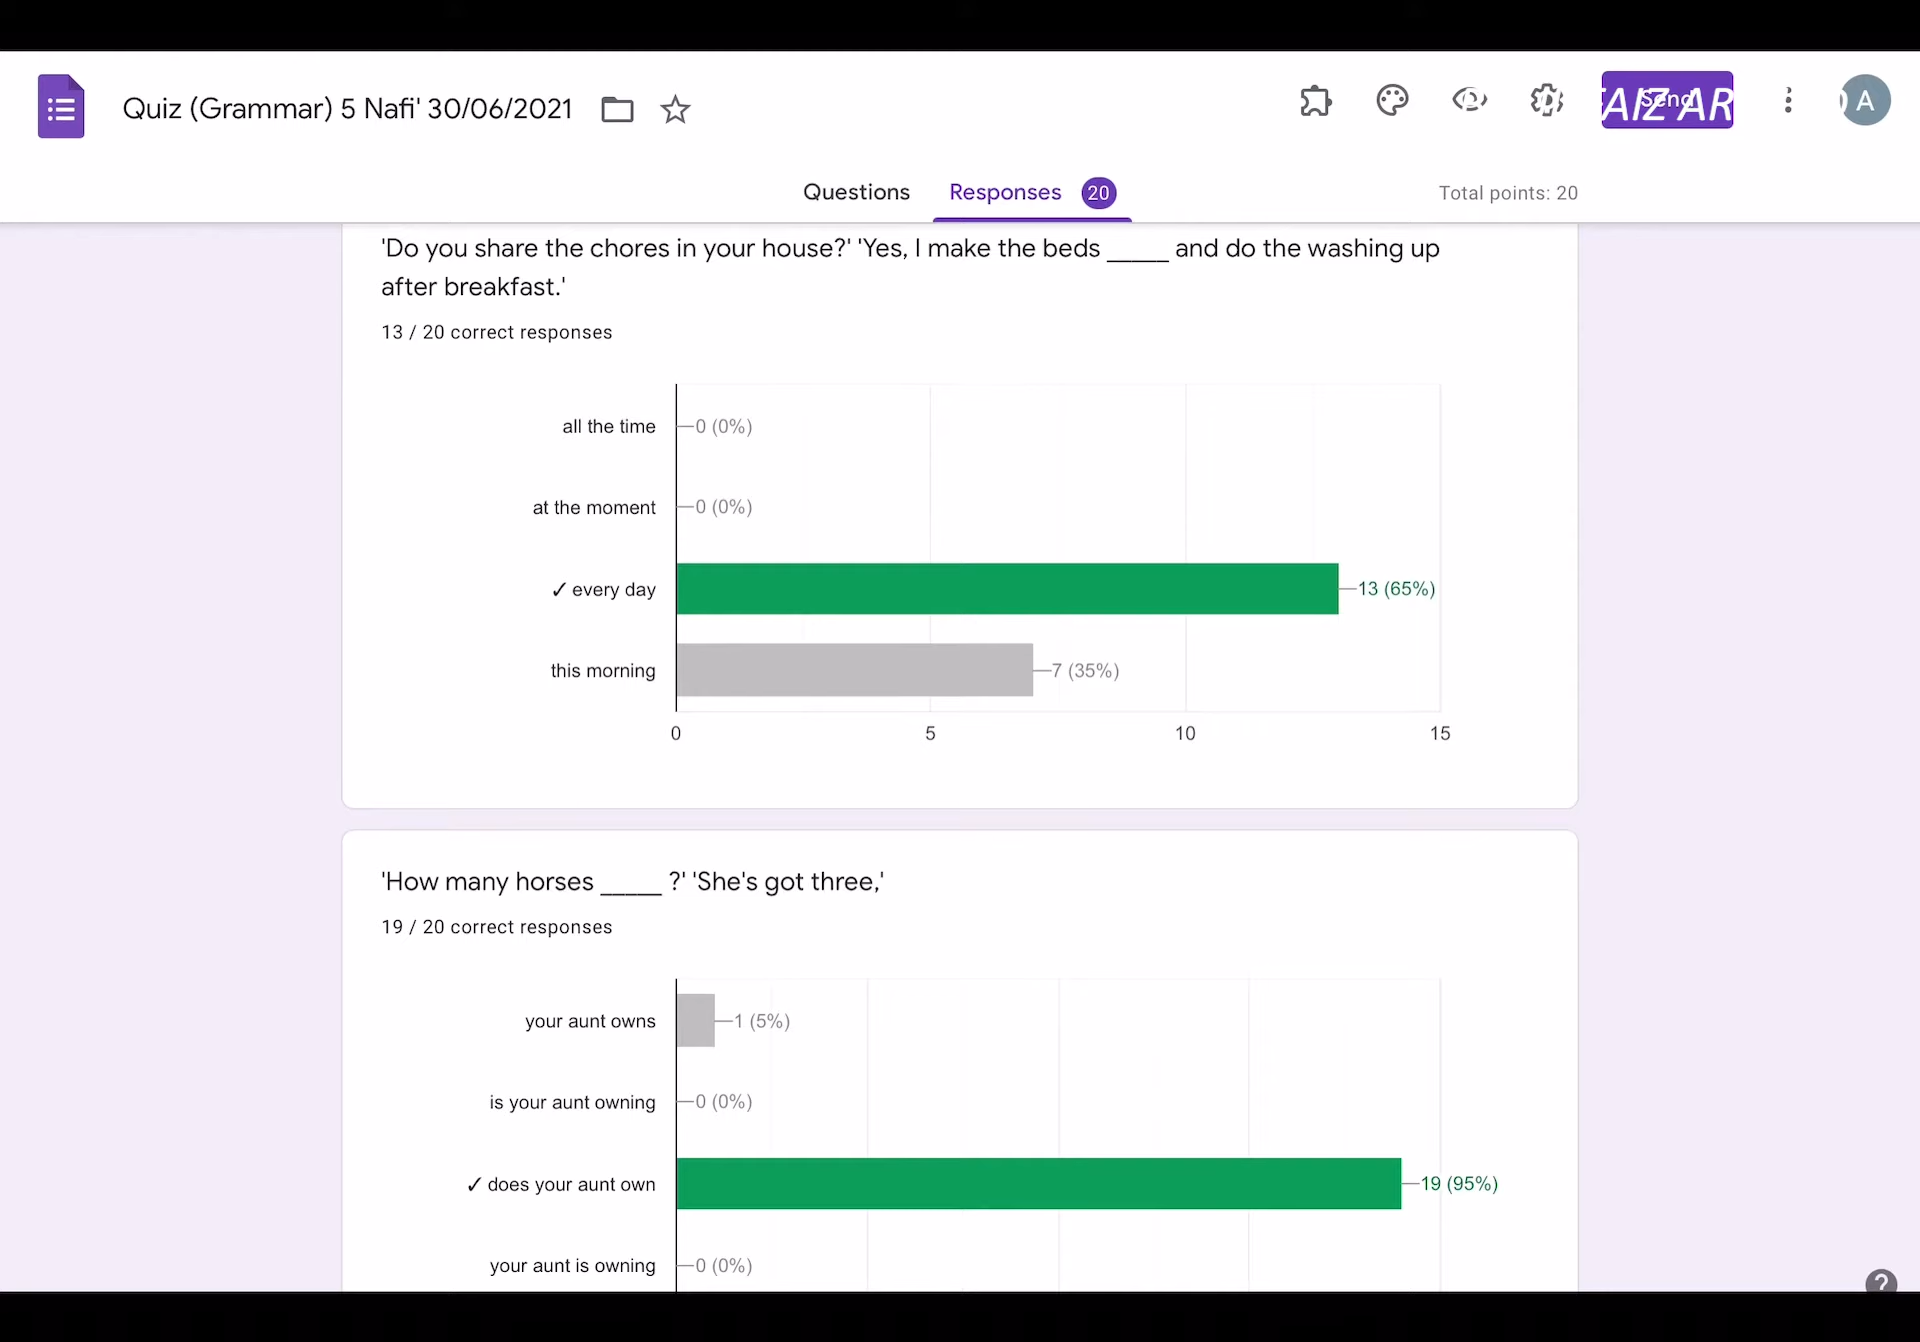 Quiz (Grammar) 5 Nafi' 30/06/2021
Send
AIZ AR
A
Questions
Responses 20
Total points: 20
'Do you share the chores in your house?' 'Yes, I make the beds _____ and do the washing up
after breakfast.'
13 / 20 correct responses
all the time
0 (0%)
at the moment
0 (0%)
✓ every day
13 (65%)
this morning
7 (35%)
0 5 10 15
'How many horses _____ ?' 'She's got three,'
19 / 20 correct responses
your aunt owns
1 (5%)
is your aunt owning
0 (0%)
✓ does your aunt own
19 (95%)
your aunt is owning
0 (0%)
?